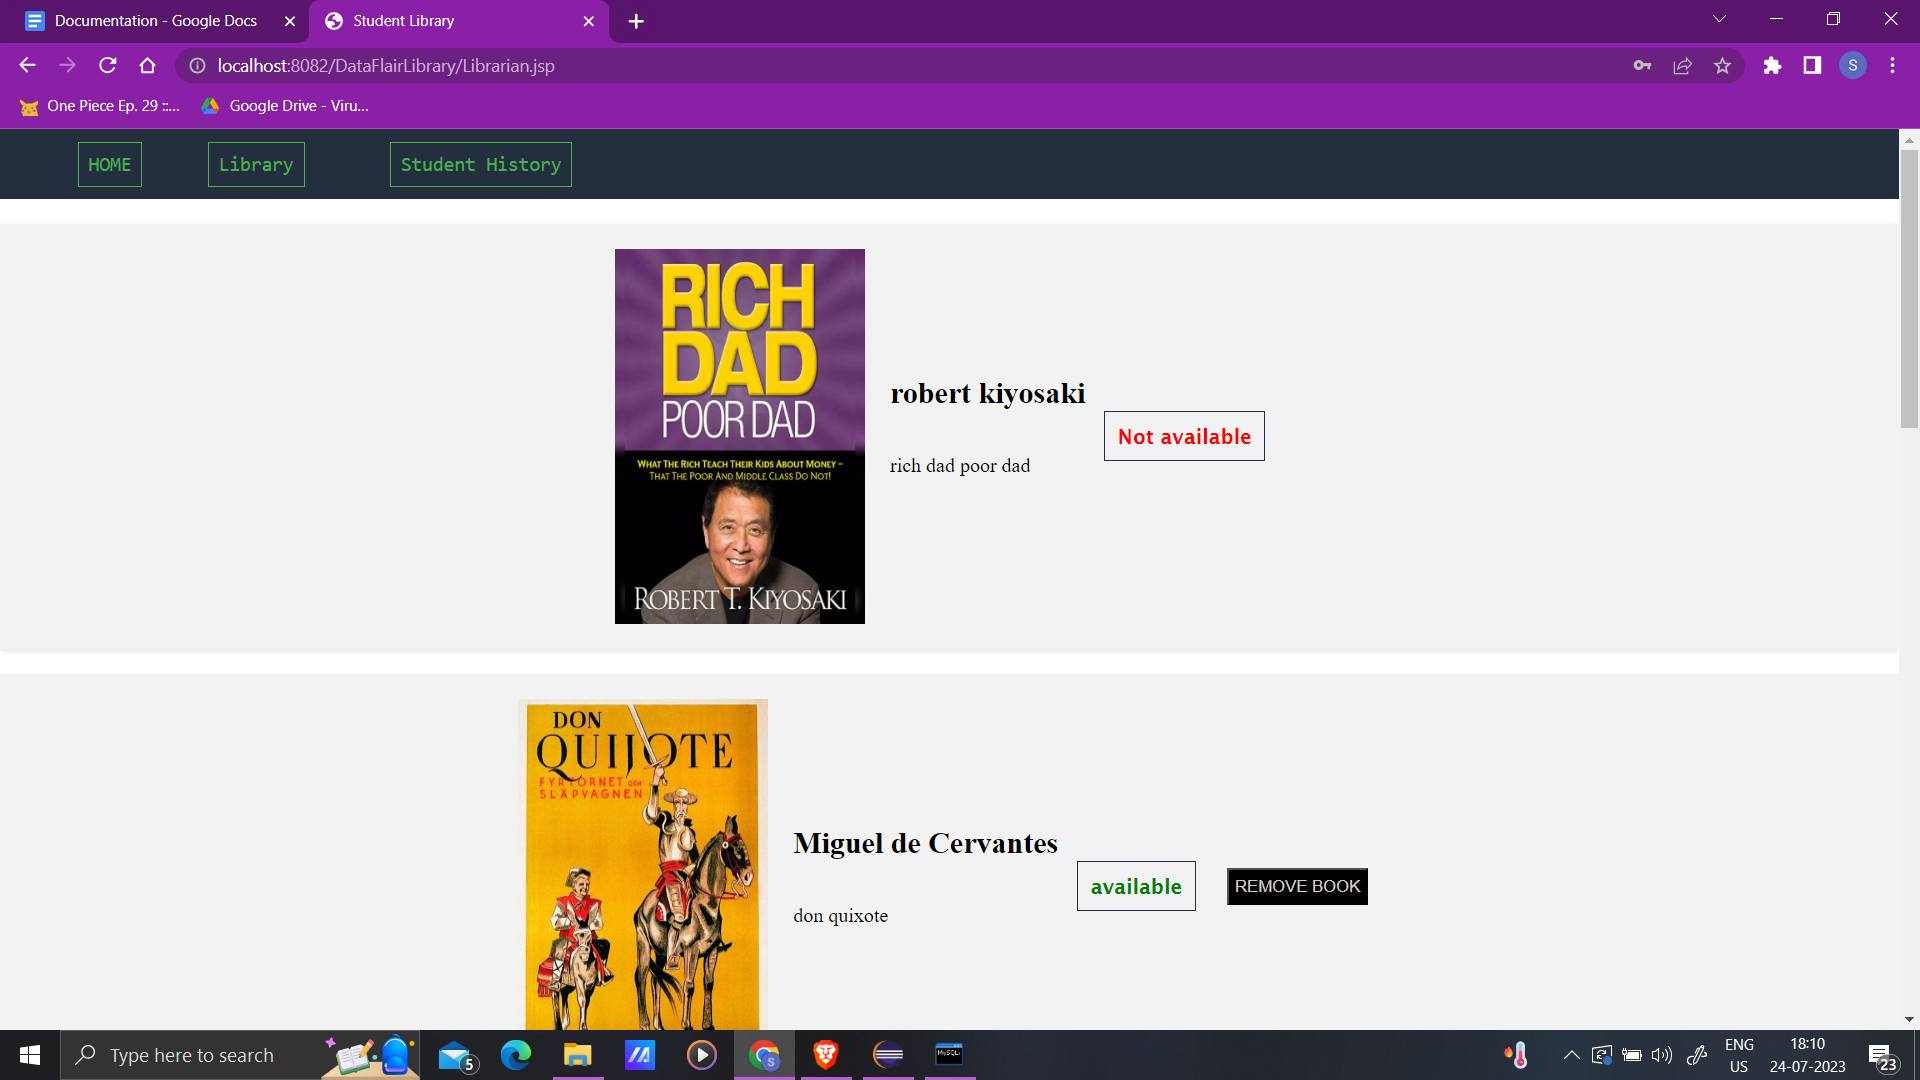 Documentation - Google Docs
Student Library
localhost:8082/DataFlairLibrary/Librarian.jsp
S
One Piece Ep. 29 ::...
Google Drive - Viru...
HOME
Library
Student History
RICH
DAD
POOR DAD
WHAT THE RICH TEACH THEIR KIDS ABOUT MONEY –
THAT THE POOR AND MIDDLE CLASS DO NOT!
ROBERT T. KIYOSAKI
robert kiyosaki
rich dad poor dad
Not available
DON
QUIJOTE
FYRTORNET OCH
SLÄPVAGNEN
Miguel de Cervantes
don quixote
available
REMOVE BOOK
Type here to search
5
S
MySQL
ENG
US
18:10
24-07-2023
23